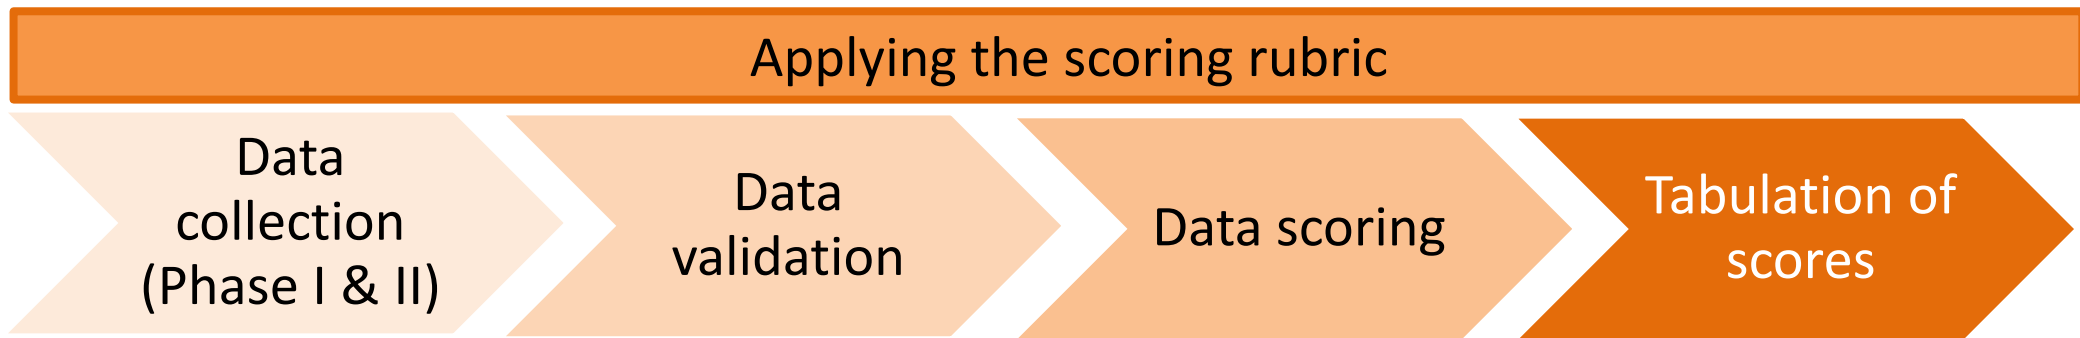 Applying the scoring rubric
Data
collection
(Phase I & II)
Data
validation
Data scoring
Tabulation of
scores